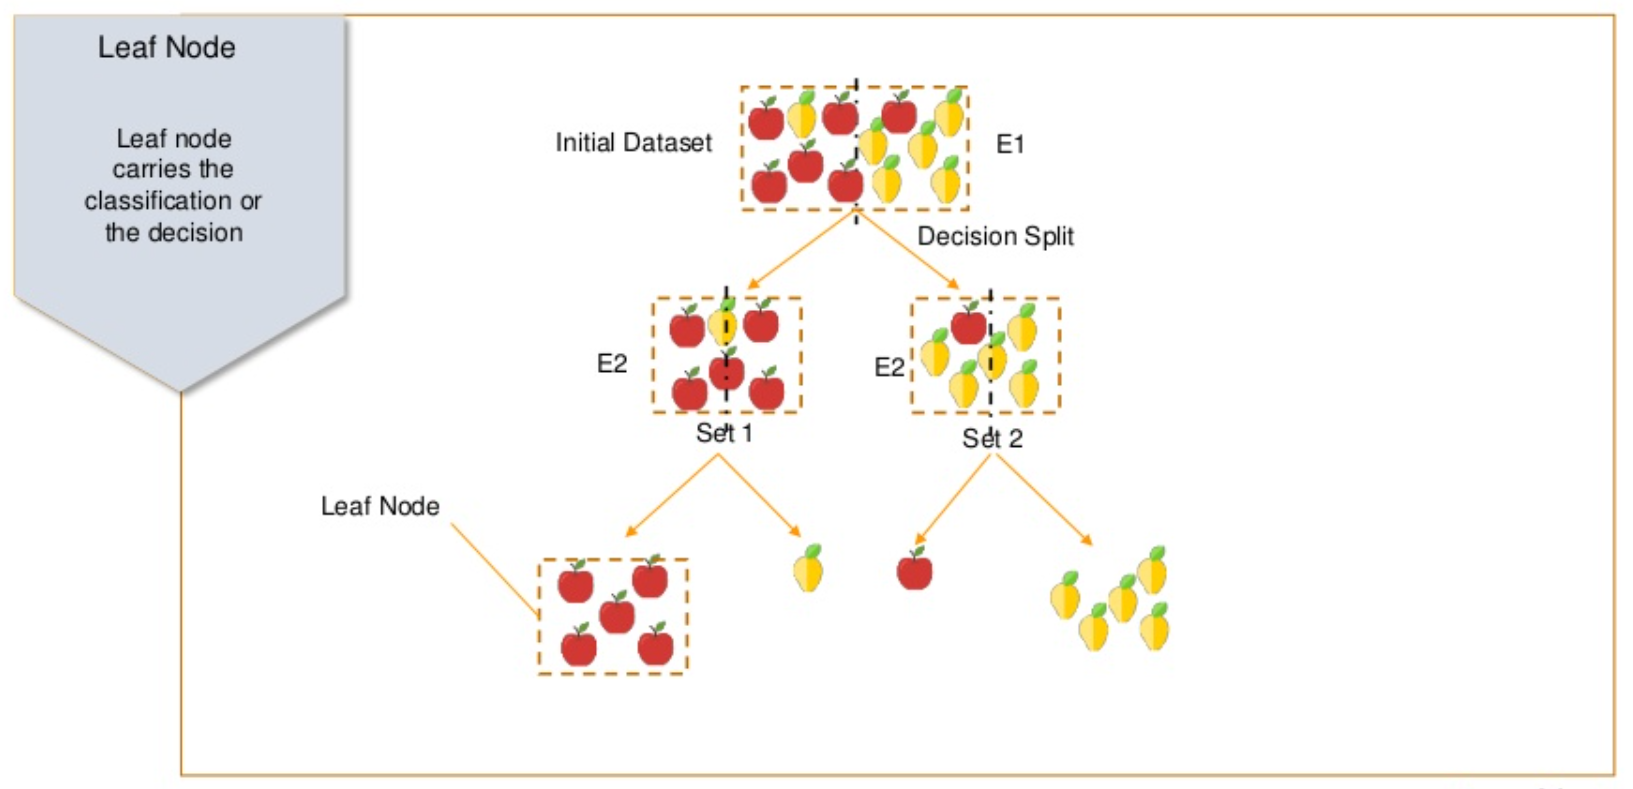 Leaf Node
Leaf node
carries the
classification or
the decision
Initial Dataset
E1
Decision Split
E2
E2
Set 1
Set 2
Leaf Node